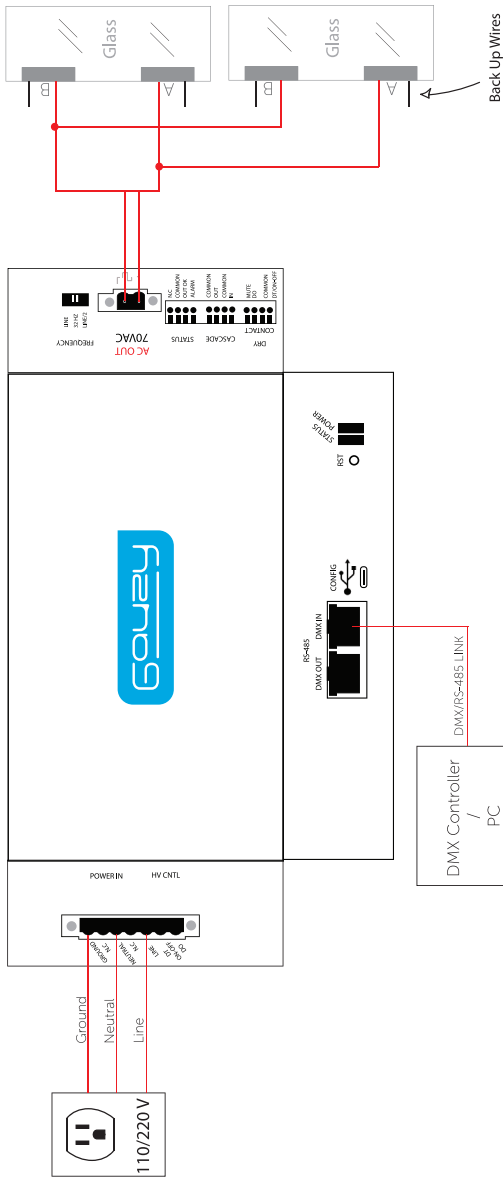 Glass
B
A
Glass
B
A
Back Up Wires
FREQUENCY
LINE
32 HZ
LINE/2
AC OUT
70VAC
STATUS
N.C
COMMON
OUT OK
ALARM
CASCADE
COMMON
OUT
COMMON
IN
DRY
CONTACT
MUTE
DO
COMMON
DT/ON-OFF
Gauzy
STATUS
POWER
RST
CONFIG
RS-485
DMX OUT
DMX IN
DMX/RS-485 LINK
DMX Controller
/
PC
POWER IN
HV CNTL
GROUND
N.C
NEUTRAL
N.C
LINE
DT
ON-OFF
DO
Ground
Neutral
Line
110/220 V